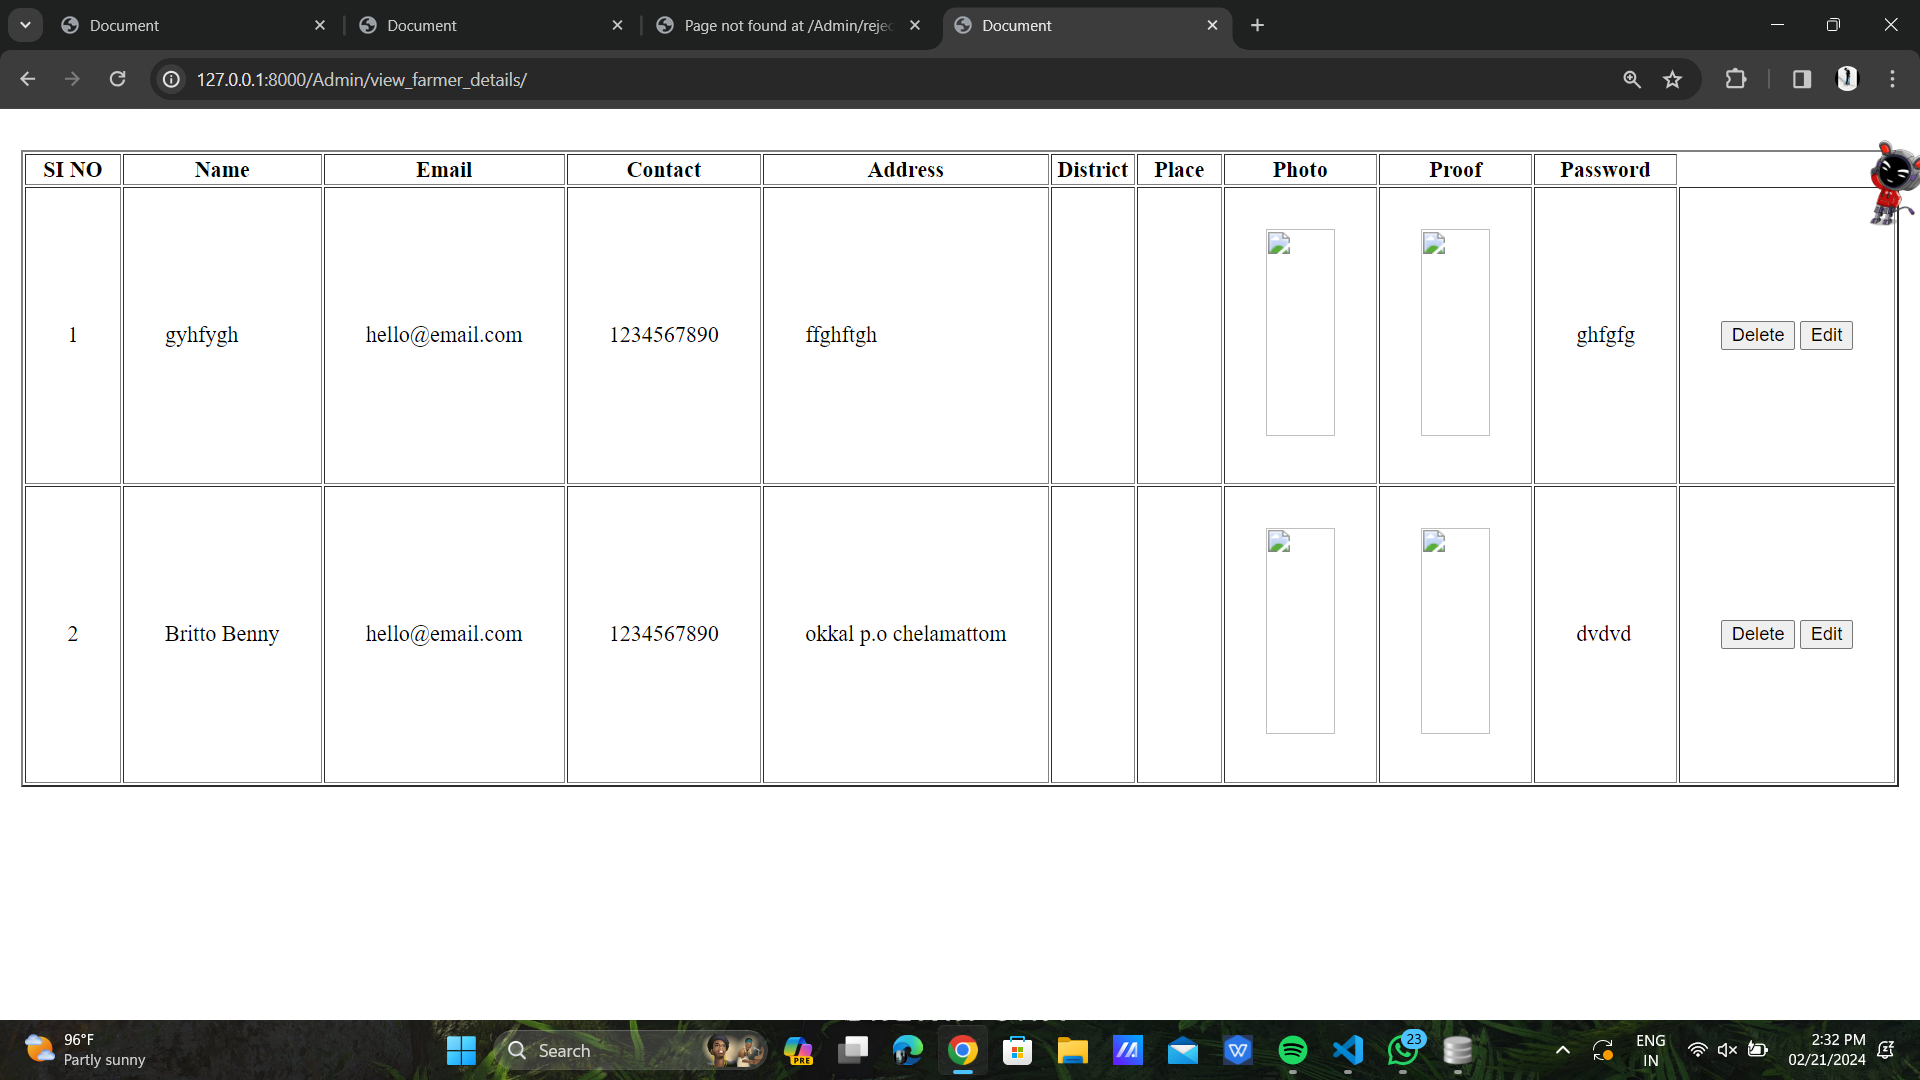 Document
Document
Page not found at /Admin/rejec
Document
127.0.0.1:8000/Admin/view_farmer_details/
SI NO Name Email Contact Address District Place Photo Proof Password
1 gyhfygh hello@email.com 1234567890 ffghftgh ghfgfg Delete Edit
2 Britto Benny hello@email.com 1234567890 okkal p.o chelamattom dvdvd Delete Edit
96°F
Partly sunny
Search
PRE
23
ENG
IN
2:32 PM
02/21/2024